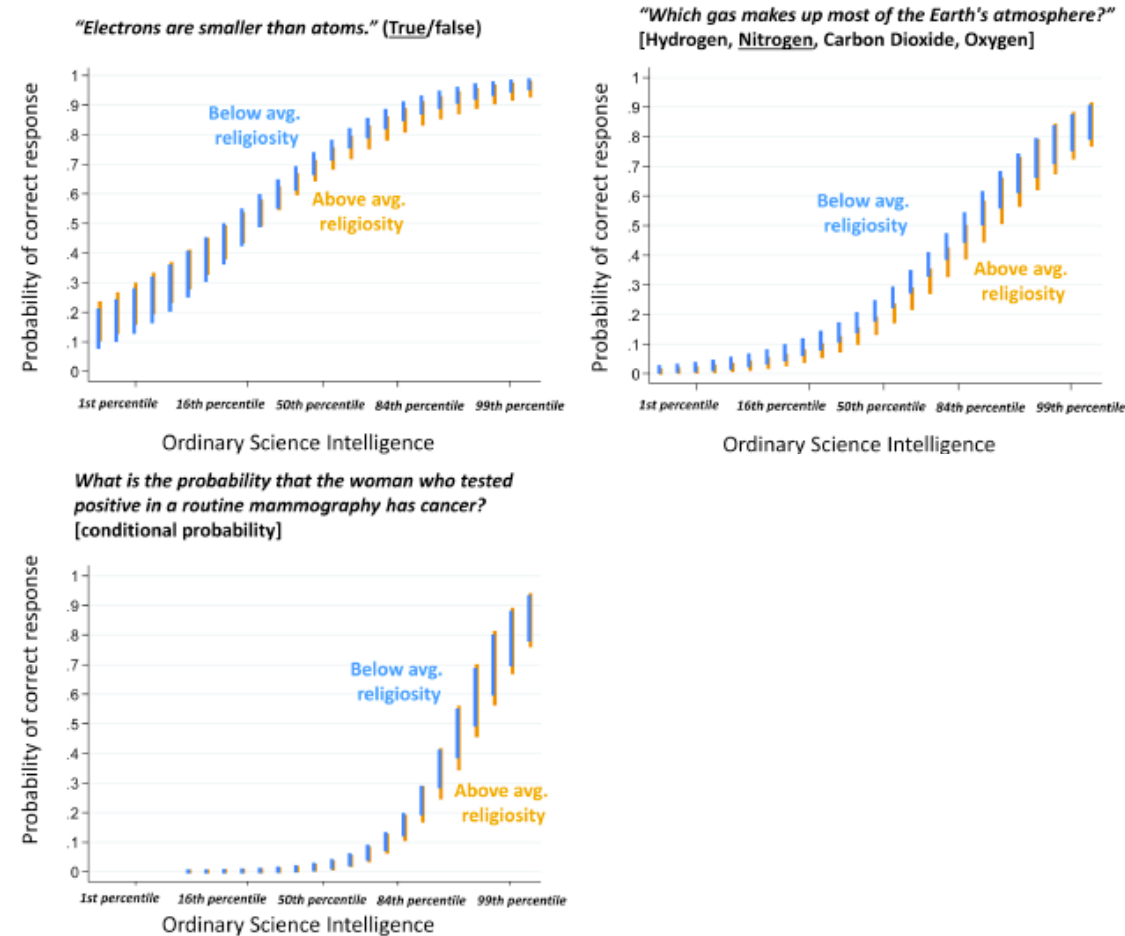 “Electrons are smaller than atoms.” (True/false)
Probability of correct response
1
.9
.8
.7
.6
.5
.4
.3
.2
.1
0
Below avg.
religiosity
Above avg.
religiosity
1st percentile 16th percentile 50th percentile 84th percentile 99th percentile
Ordinary Science Intelligence
“Which gas makes up most of the Earth's atmosphere?”
[Hydrogen, Nitrogen, Carbon Dioxide, Oxygen]
Probability of correct response
1
.9
.8
.7
.6
.5
.4
.3
.2
.1
0
Below avg.
religiosity
Above avg.
religiosity
1st percentile 16th percentile 50th percentile 84th percentile 99th percentile
Ordinary Science Intelligence
What is the probability that the woman who tested
positive in a routine mammography has cancer?
[conditional probability]
Probability of correct response
1
.9
.8
.7
.6
.5
.4
.3
.2
.1
0
Below avg.
religiosity
Above avg.
religiosity
1st percentile 16th percentile 50th percentile 84th percentile 99th percentile
Ordinary Science Intelligence